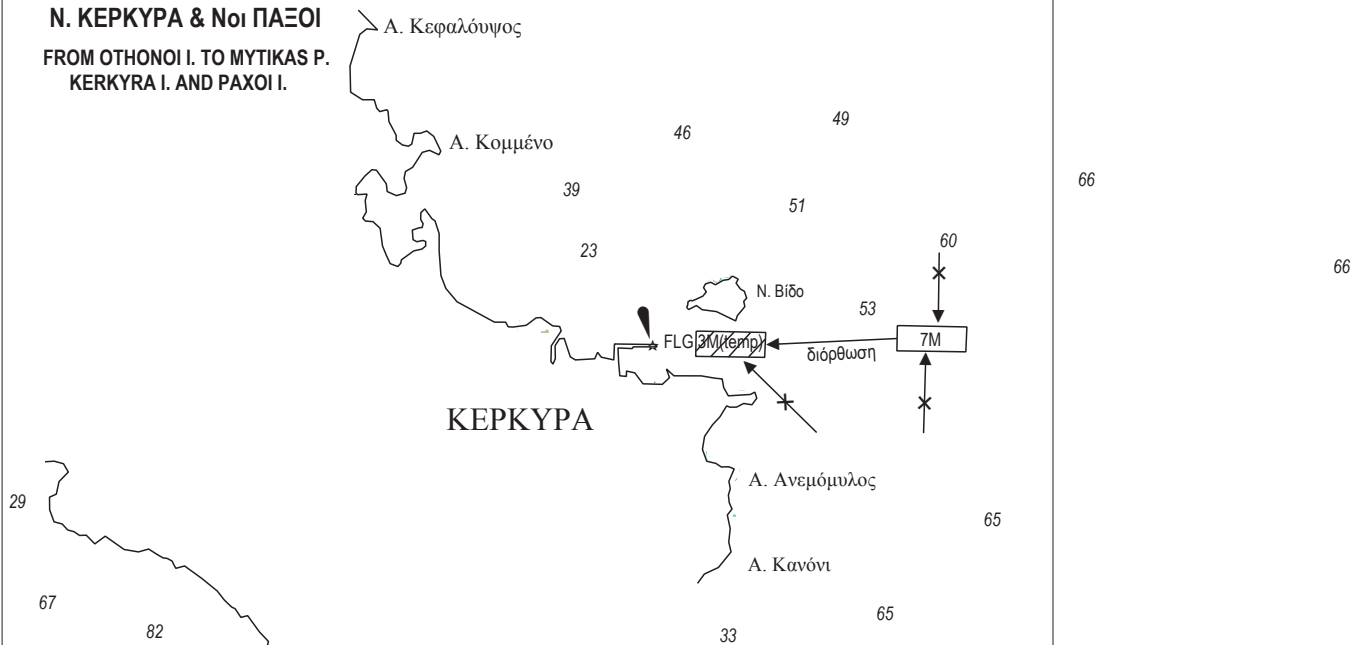 Ν. ΚΕΡΚΥΡΑ & Νοι ΠΑΞΟΙ
FROM OTHONOI I. TO MYTIKAS P.
KERKYRA I. AND PAXOI I.
Α. Κεφαλόυψος
Α. Κομμένο
46
49
39
66
51
23
60
66
Ν. Βίδο
53
FLG 3M(temp)
διόρθωση
7M
ΚΕΡΚΥΡΑ
Α. Ανεμόμυλος
29
65
Α. Κανόνι
67
65
82
33